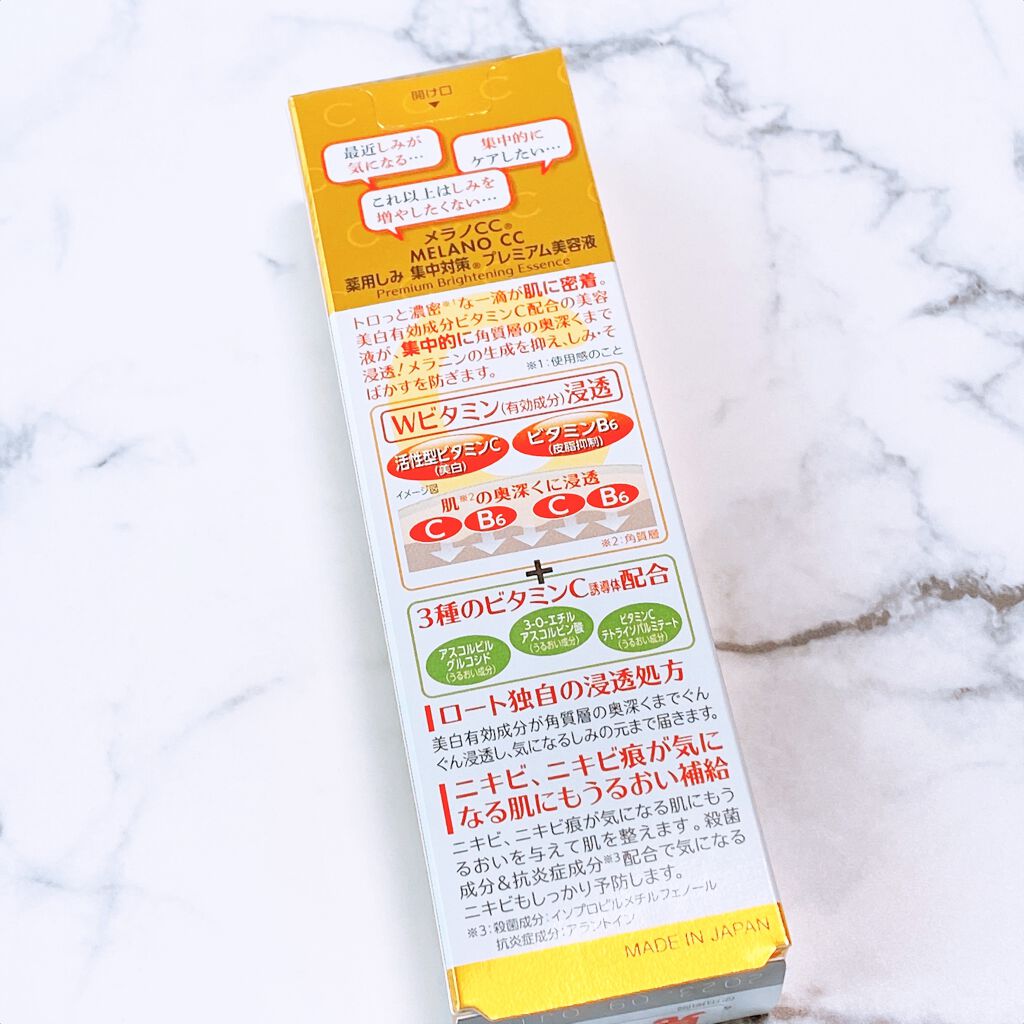 開け口
最近しみが
気になる…
集中的に
ケアしたい…
これ以上はしみを
増やしたくない…
メラノCC®
MELANO CC
薬用しみ 集中対策® プレミアム美容液
Premium Brightening Essence
トロっと濃密※1な一滴が肌に密着。
美白有効成分ビタミンC配合の美容
液が、集中的に角質層の奥深くまで
浸透!メラニンの生成を抑え、しみ・そ
ばかすを防ぎます。
※1:使用感のこと
Wビタミン(有効成分)浸透
活性型ビタミンC
(美白)
ビタミンB6
(皮脂抑制)
イメージ図
肌※2の奥深くに浸透
C B6 C B6
※2:角質層
+
3種のビタミンC誘導体配合
アスコルビル
グルコシド
(うるおい成分)
3-O-エチル
アスコルビン酸
(うるおい成分)
ビタミンC
テトライソパルミテート
(うるおい成分)
ロート独自の浸透処方
美白有効成分が角質層の奥深くまでぐん
ぐん浸透し、気になるしみの元まで届きます。
ニキビ、ニキビ痕が気に
なる肌にもうるおい補給
ニキビ、ニキビ痕が気になる肌にもう
るおいを与えて肌を整えます。殺菌
成分&抗炎症成分※3配合で気になる
ニキビもしっかり予防します。
※3:殺菌成分:イソプロピルメチルフェノール
抗炎症成分:アラントイン
MADE IN JAPAN